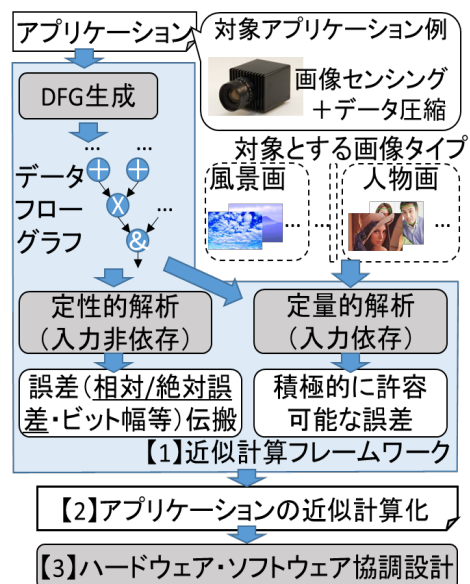 アプリケーション
対象アプリケーション例
画像センシング
+データ圧縮
DFG生成
対象とする画像タイプ
風景画
人物画
... ...
データ
フロー
グラフ
+ +
X
...
&
... ...
...
定性的解析
(入力非依存)
定量的解析
(入力依存)
誤差(相対/絶対誤
差・ビット幅等)伝搬
積極的に許容
可能な誤差
【1】近似計算フレームワーク
【2】アプリケーションの近似計算化
【3】ハードウェア・ソフトウェア協調設計